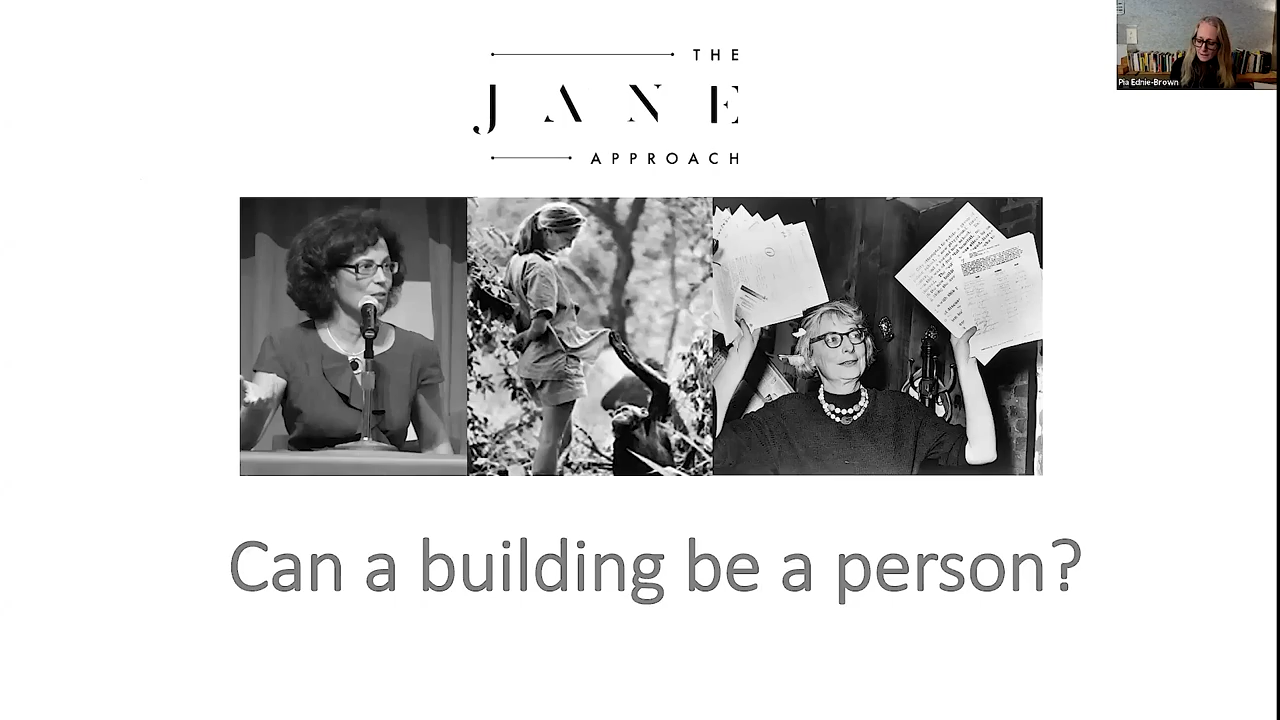 THE
JANE
APPROACH
Pia Ednie-Brown
Can a building be a person?